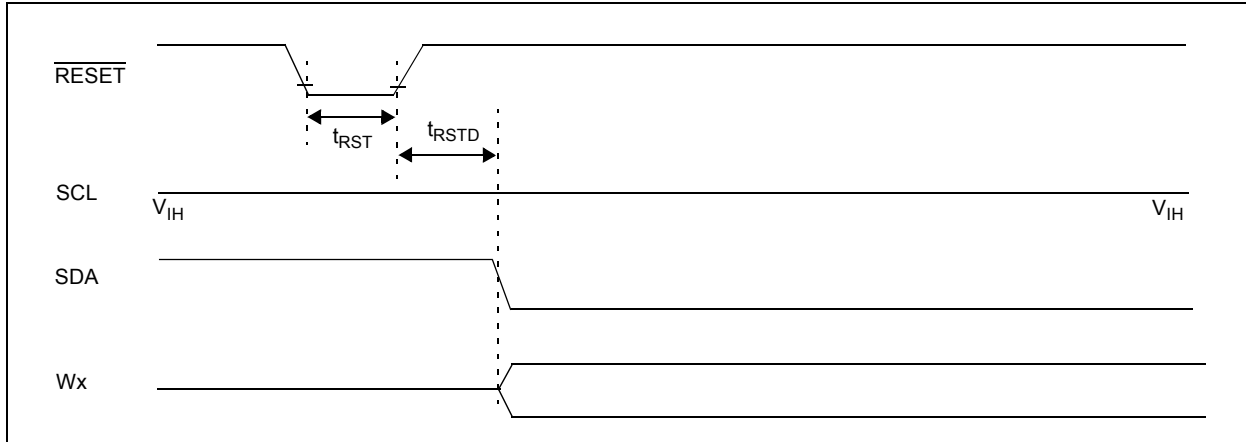 RESET
tRST
tRSTD
SCL
VIH
VIH
SDA
Wx